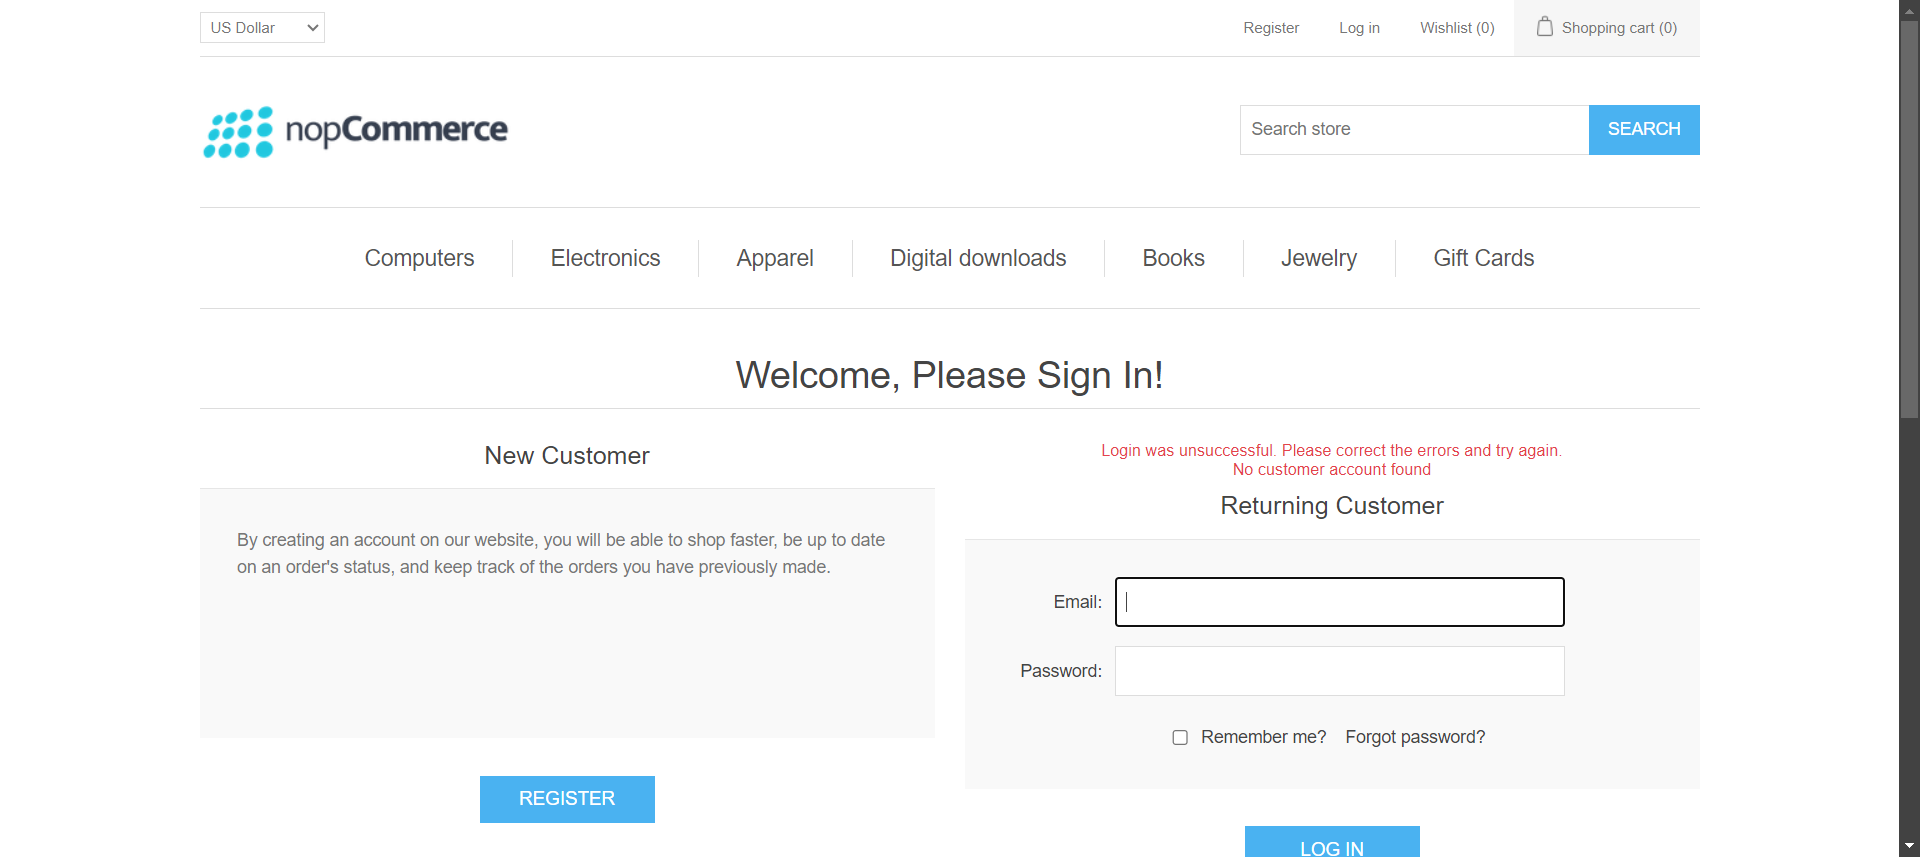 US Dollar
Register
Log in
Wishlist (0)
Shopping cart (0)
nopCommerce
Search store
SEARCH
Computers
Electronics
Apparel
Digital downloads
Books
Jewelry
Gift Cards
Welcome, Please Sign In!
New Customer
By creating an account on our website, you will be able to shop faster, be up to date
on an order's status, and keep track of the orders you have previously made.
REGISTER
Login was unsuccessful. Please correct the errors and try again.
No customer account found
Returning Customer
Email:
Password:
Remember me?
Forgot password?
LOG IN